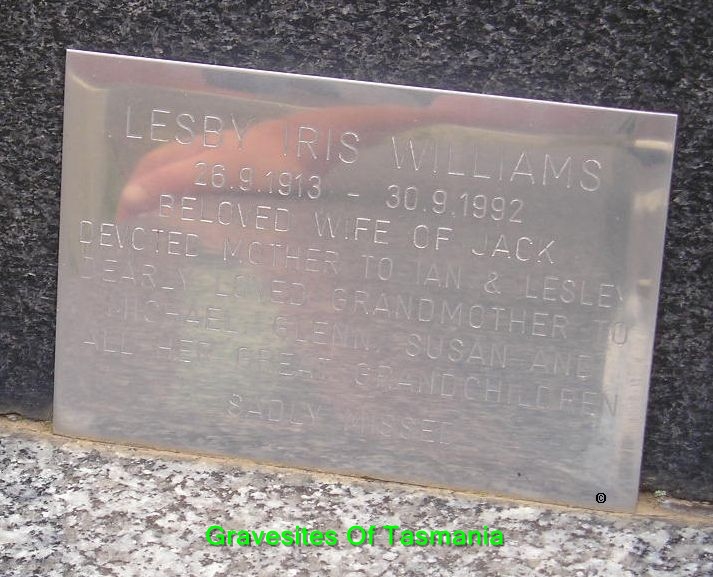 LESBY IRIS WILLIAMS
26.9.1913 - 30.9.1992
BELOVED WIFE OF JACK
DEVOTED MOTHER TO IAN & LESLEY
DEARLY LOVED GRANDMOTHER TO
MICHAEL, GLENN, SUSAN AND
ALL HER GREAT GRANDCHILDREN
SADLY MISSED
©
Gravesites Of Tasmania